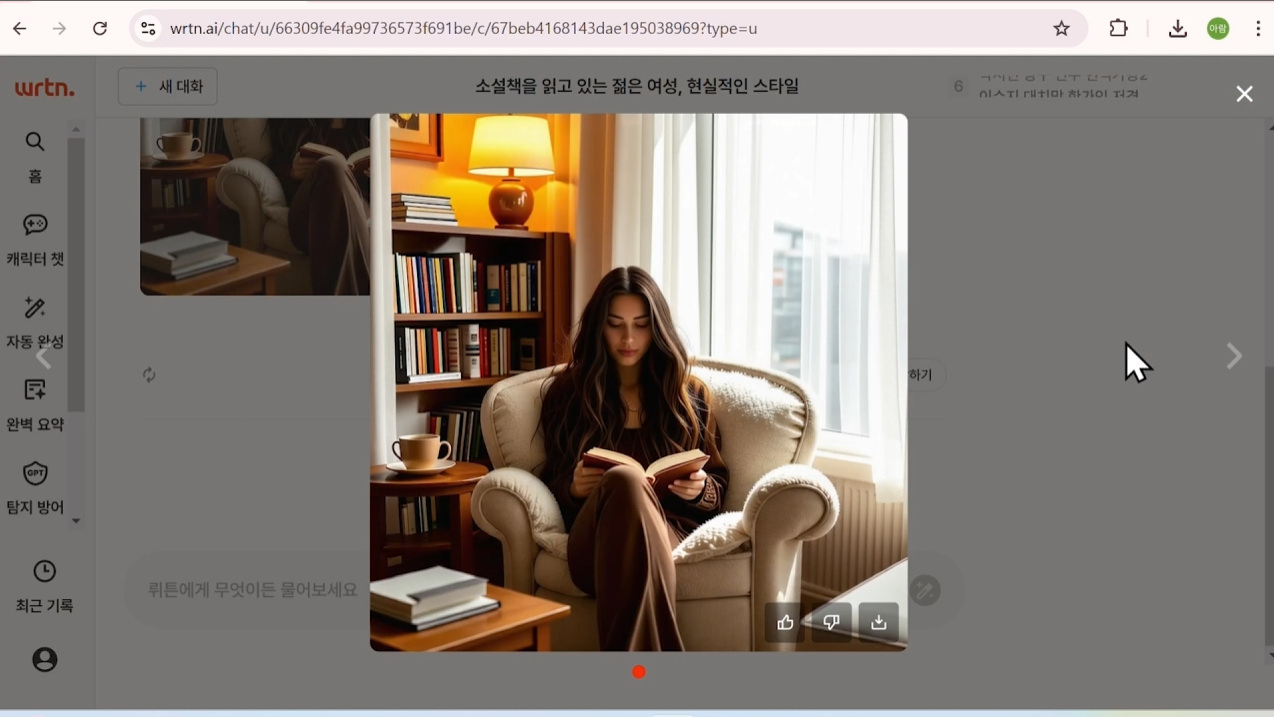 wrtn.ai/chat/u/66309fe4fa99736573f691be/c/67beb4168143dae195038969?type=u
아람
wrtn.
+ 새 대화
소설책을 읽고 있는 젊은 여성, 현실적인 스타일
6
홈
캐릭터 챗
자동 완성
완벽 요약
GPT
탐지 방어
최근 기록
하기
뤼튼에게 무엇이든 물어보세요